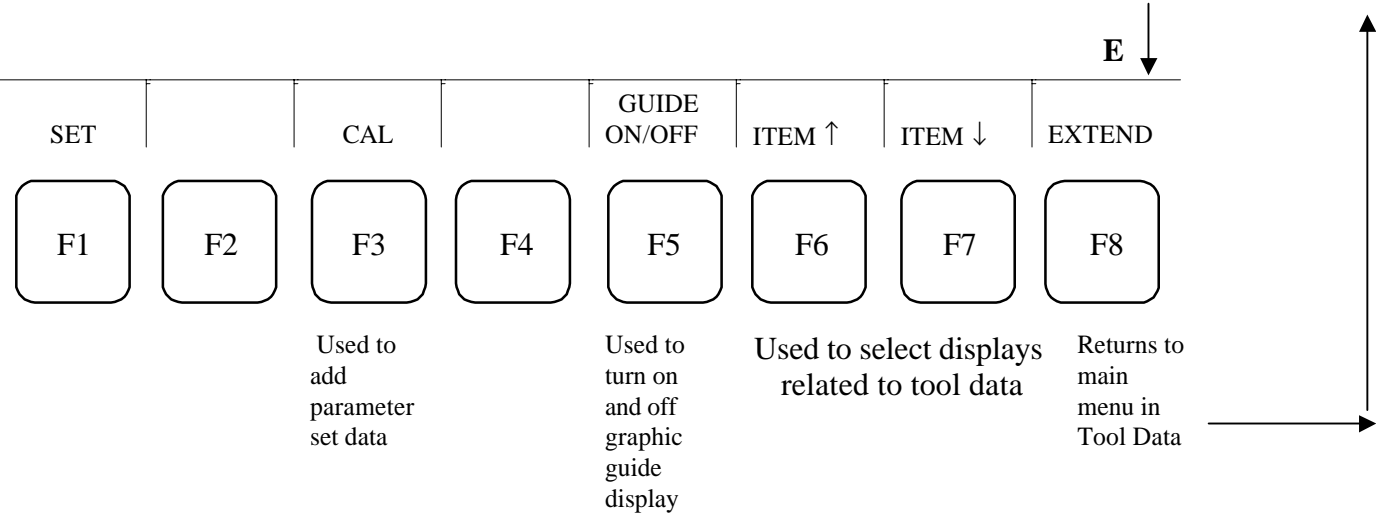 E
GUIDE
SET CAL ON/OFF ITEM ↑ ITEM ↓ EXTEND
F1 F2 F3 F4 F5 F6 F7 F8
Used to
add
parameter
set data
Used to
turn on
and off
graphic
guide
display
Used to select displays
related to tool data
Returns to
main
menu in
Tool Data